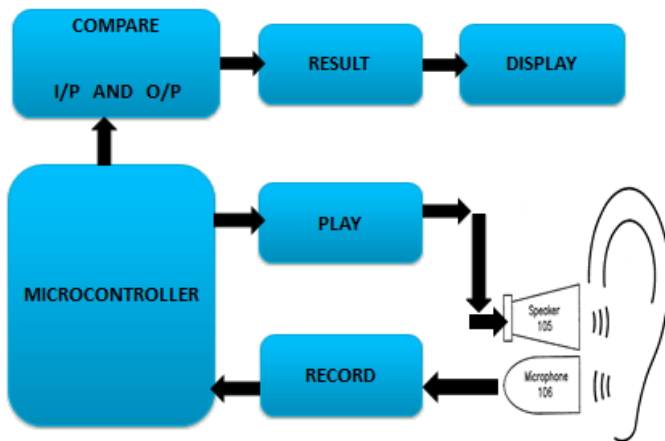 COMPARE
I/P AND O/P
RESULT
DISPLAY
MICROCONTROLLER
PLAY
RECORD
Speaker
105
Microphone
106